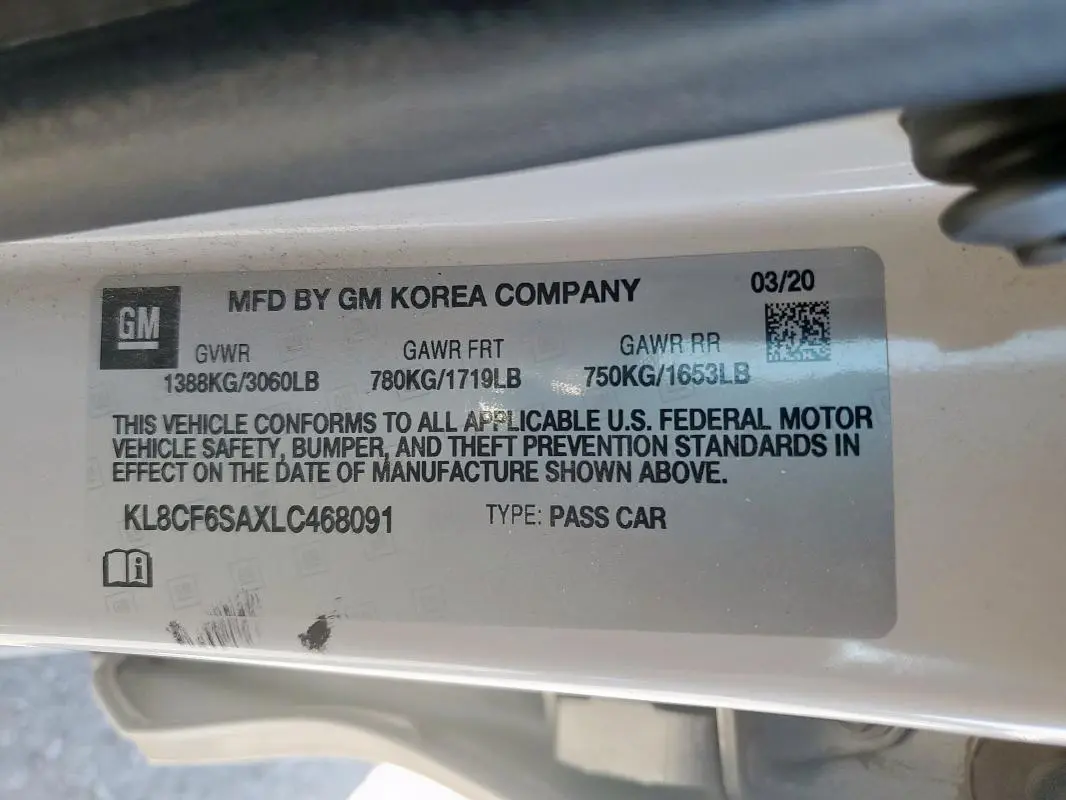 GM
MFD BY GM KOREA COMPANY
03/20
GVWR GAWR FRT GAWR RR
1388KG/3060LB 780KG/1719LB 750KG/1653LB
THIS VEHICLE CONFORMS TO ALL APPLICABLE U.S. FEDERAL MOTOR
VEHICLE SAFETY, BUMPER, AND THEFT PREVENTION STANDARDS IN
EFFECT ON THE DATE OF MANUFACTURE SHOWN ABOVE.
KL8CF6SAXLC468091 TYPE: PASS CAR
i